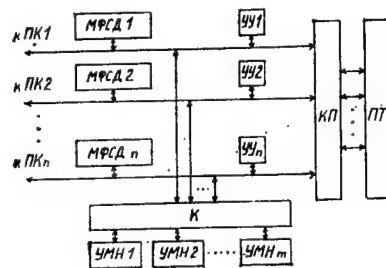 к ПК1 МФСД 1 УУ1
к ПК2 МФСД 2 УУ2
к ПКn МФСД n УУn
КП ПТ
К
УМН 1 УМН 2 УМН m